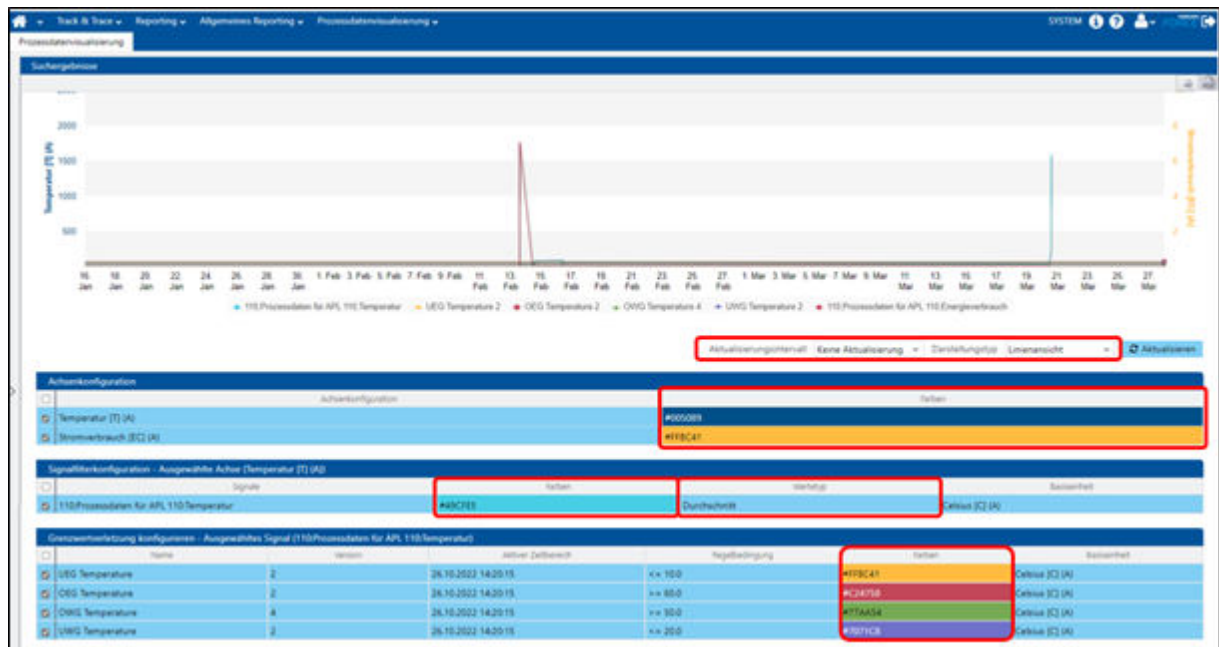 Track & Trace Reporting Allgemeines Reporting Prozessdatenvisualisierung SYSTEM
Prozessdatenvisualisierung
Suchergebnisse
2000
1500
1000
500
Temperatur [T] (A)
Stromverbrauch [EC] (A)
16. Jan 18. Jan 20. Jan 22. Jan 24. Jan 26. Jan 28. Jan 30. Jan 1. Feb 3. Feb 5. Feb 7. Feb 9. Feb 11. Feb 13. Feb 15. Feb 17. Feb 19. Feb 21. Feb 23. Feb 25. Feb 27. Feb 1. Mar 3. Mar 5. Mar 7. Mar 9. Mar 11. Mar 13. Mar 15. Mar 17. Mar 19. Mar 21. Mar 23. Mar 25. Mar 27. Mar
110:Prozessdaten für APL 110:Temperatur UEG Temperature 2 OEG Temperature 2 OWG Temperature 4 UWG Temperature 2 110:Prozessdaten für APL 110:Energieverbrauch
Aktualisierungsintervall Keine Aktualisierung Darstellungstyp Linienansicht Aktualisieren
Achsenkonfiguration
Achsenkonfiguration Farben
Temperatur [T] (A) #005089
Stromverbrauch [EC] (A) #FFBC41
Signalfilterkonfiguration - Ausgewählte Achse (Temperatur [T] (A))
Signale Farben Wertetyp Basiseinheit
110:Prozessdaten für APL 110:Temperatur Durchschnitt Celsius [C] (A)
Grenzwertverletzung konfigurieren - Ausgewähltes Signal (110:Prozessdaten für APL 110:Temperatur)
Name Version Aktiver Zeitbereich Regelbedingung Farben Basiseinheit
UEG Temperature 2 26.10.2022 14:20:15 <= 10.0 #FFBC41 Celsius [C] (A)
OEG Temperature 2 26.10.2022 14:20:15 >= 60.0 #C24758 Celsius [C] (A)
OWG Temperature 4 26.10.2022 14:20:15 >= 50.0 #77AA54 Celsius [C] (A)
UWG Temperature 2 26.10.2022 14:20:15 <= 20.0 #7071C8 Celsius [C] (A)